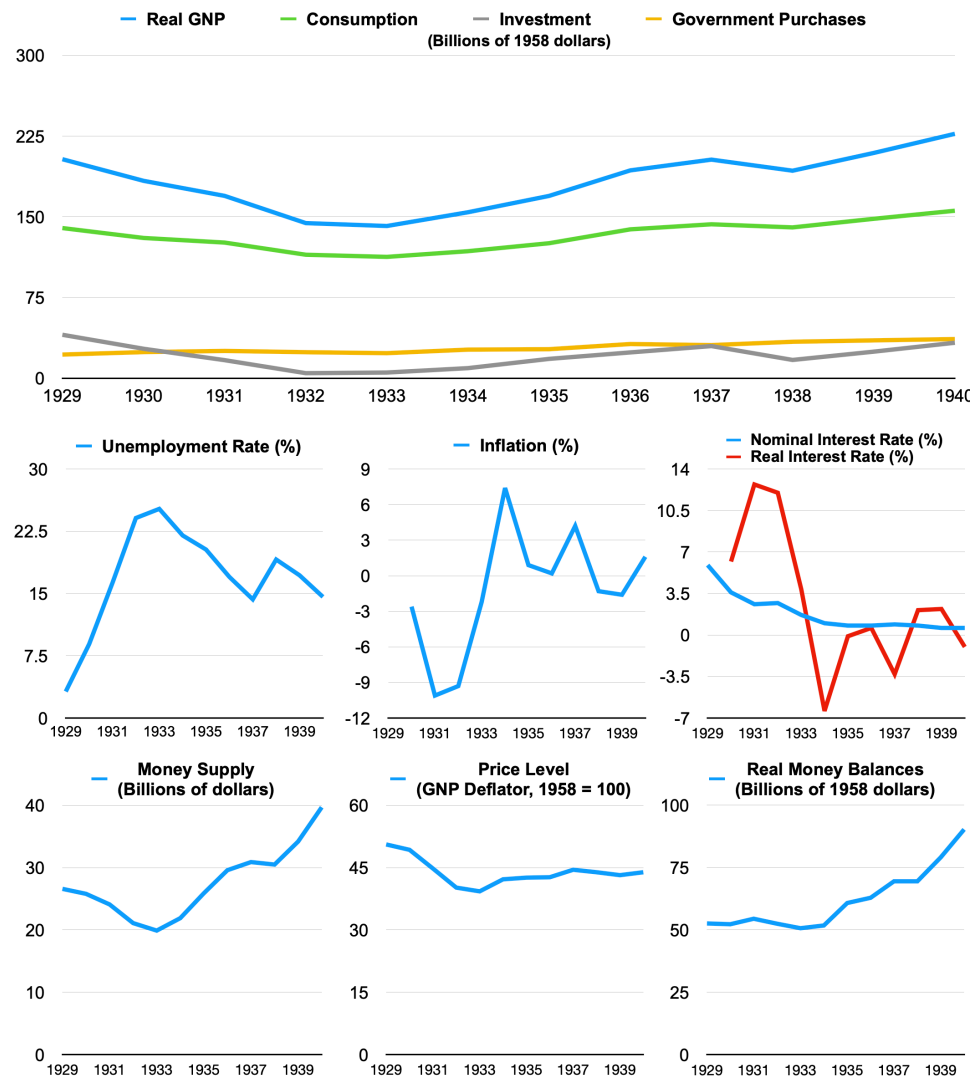 Real GNP Consumption Investment Government Purchases
(Billions of 1958 dollars)
300
225
150
75
0
1929 1930 1931 1932 1933 1934 1935 1936 1937 1938 1939 1940
Unemployment Rate (%)
30
22.5
15
7.5
0
1929 1931 1933 1935 1937 1939
Inflation (%)
9
6
3
0
-3
-6
-9
-12
1929 1931 1933 1935 1937 1939
Nominal Interest Rate (%)
Real Interest Rate (%)
14
10.5
7
3.5
0
-3.5
-7
1929 1931 1933 1935 1937 1939
Money Supply
(Billions of dollars)
40
30
20
10
0
1929 1931 1933 1935 1937 1939
Price Level
(GNP Deflator, 1958 = 100)
60
45
30
15
0
1929 1931 1933 1935 1937 1939
Real Money Balances
(Billions of 1958 dollars)
100
75
50
25
0
1929 1931 1933 1935 1937 1939